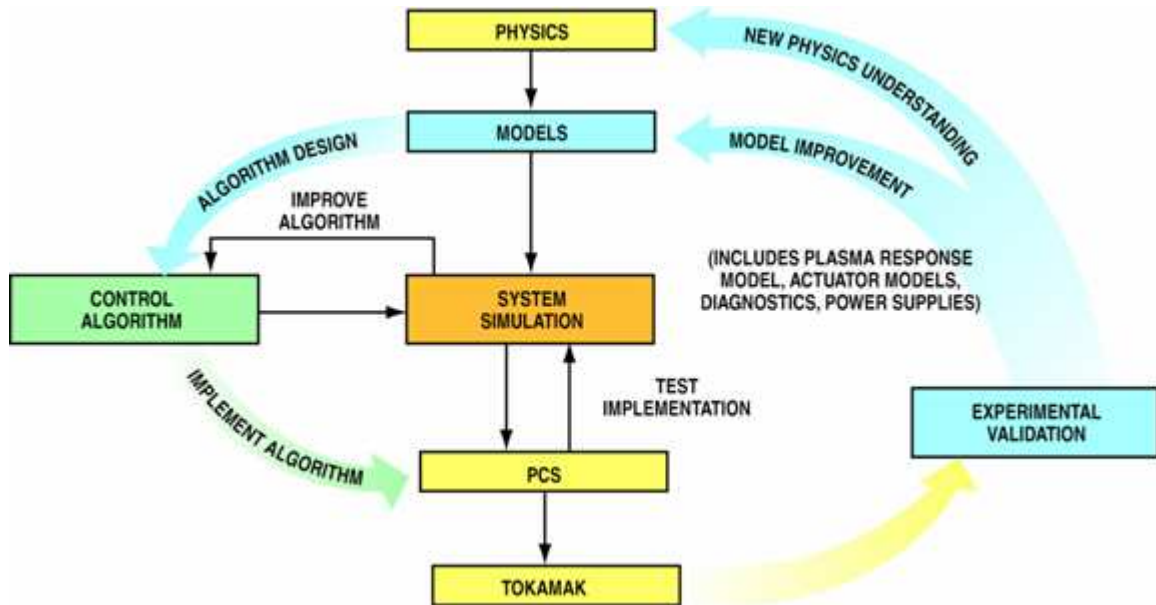 PHYSICS
NEW PHYSICS UNDERSTANDING
MODELS
MODEL IMPROVEMENT
ALGORITHM DESIGN
IMPROVE
ALGORITHM
(INCLUDES PLASMA RESPONSE
MODEL, ACTUATOR MODELS,
DIAGNOSTICS, POWER SUPPLIES)
CONTROL
ALGORITHM
SYSTEM
SIMULATION
TEST
IMPLEMENTATION
IMPLEMENT ALGORITHM
EXPERIMENTAL
VALIDATION
PCS
TOKAMAK